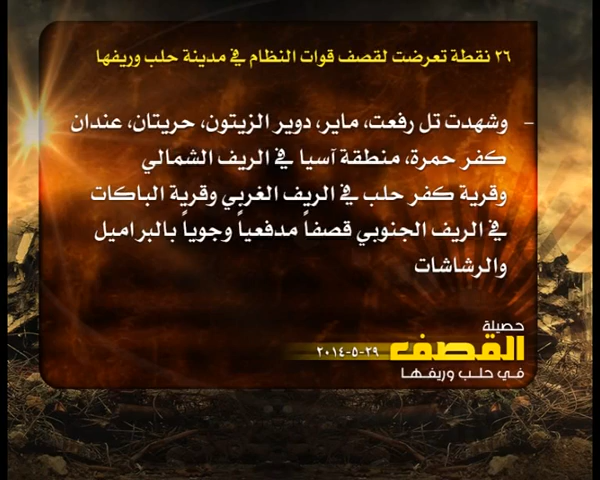 ٢٦ نقطة تعرضت لقصف قوات النظام في مدينة حلب وريفها
- وشهدت تل رفعت، ماير، دوير الزيتون، حريتان، عندان
كفر حمرة، منطقة آسيا في الريف الشمالي
وقرية كفر حلب في الريف الغربي وقرية الباكات
في الريف الجنوبي قصفاً مدفعياً وجوياً بالبراميل
والرشاشات
حصيلة
القصف ٢٩-٥-٢٠١٤
في حلب وريفها